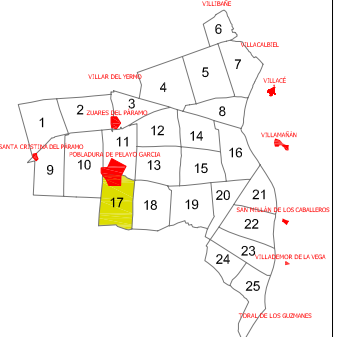 VILLIBAÑE
6
VILLACALBIEL
5
7
VILLAR DEL YERMO
4
VILLACÉ
3
2
8
ZUARES DEL PÁRAMO
1
12
14
VILLAMAÑÁN
11
SANTA CRISTINA DEL PÁRAMO
POBLADURA DE PELAYO GARCIA
16
9
10
13
15
17
18
19
20
21
SAN MILLÁN DE LOS CABALLEROS
22
23
VILLADEMOR DE LA VEGA
24
25
TORAL DE LOS GUZMANES